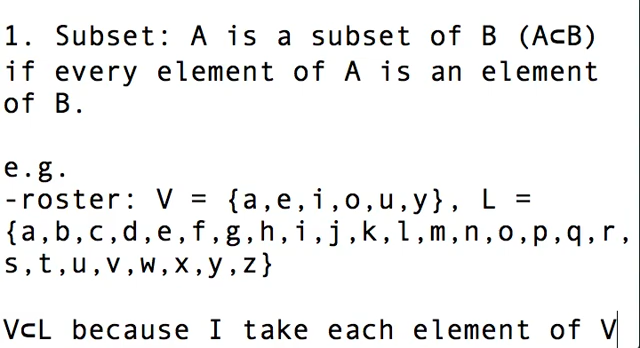 1. Subset: A is a subset of B (A⊂B)
if every element of A is an element
of B.
e.g.
-roster: V = {a,e,i,o,u,y}, L =
{a,b,c,d,e,f,g,h,i,j,k,l,m,n,o,p,q,r,
s,t,u,v,w,x,y,z}
V⊂L because I take each element of V